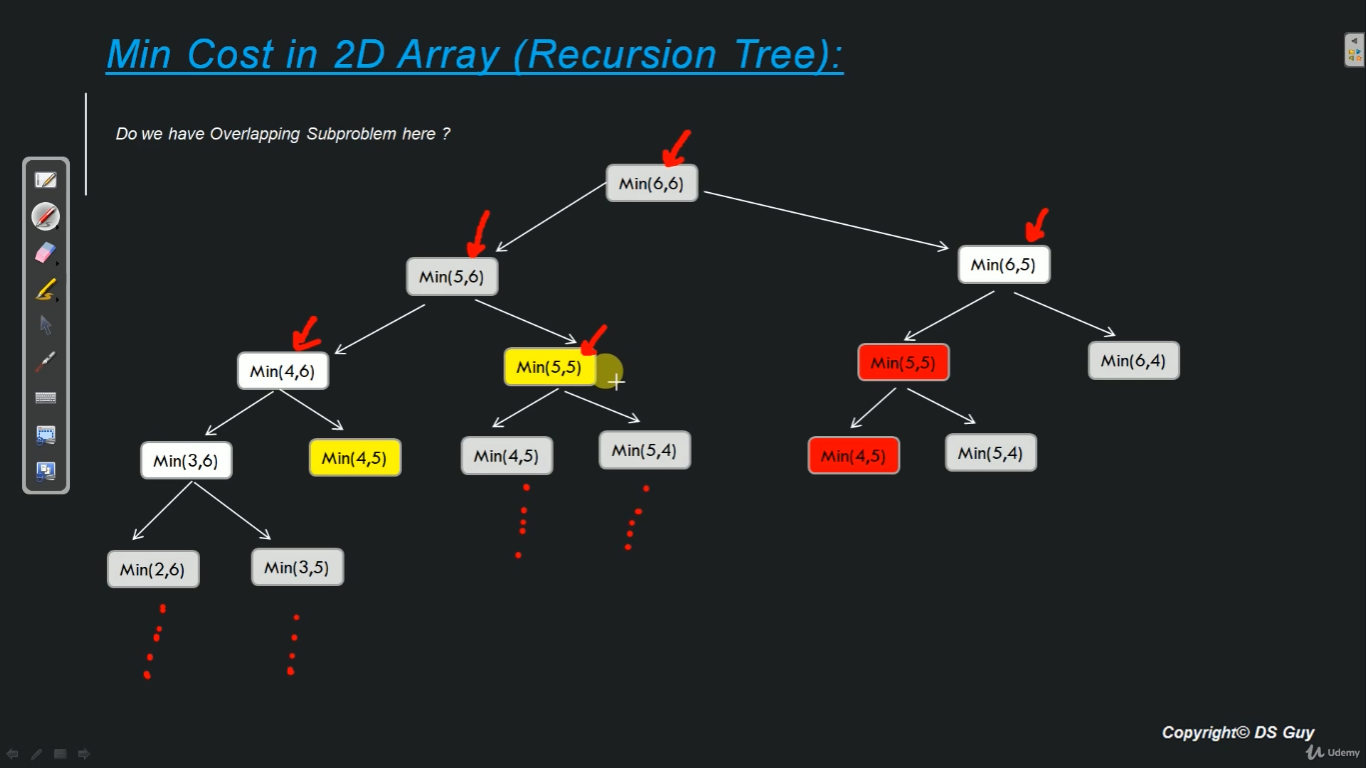 Min Cost in 2D Array (Recursion Tree):
Do we have Overlapping Subproblem here ?
Min(6,6)
Min(5,6)
Min(6,5)
Min(4,6)
Min(5,5)
Min(5,5)
Min(6,4)
Min(3,6)
Min(4,5)
Min(4,5)
Min(5,4)
Min(4,5)
Min(5,4)
Min(2,6)
Min(3,5)
Copyright© DS Guy
Udemy